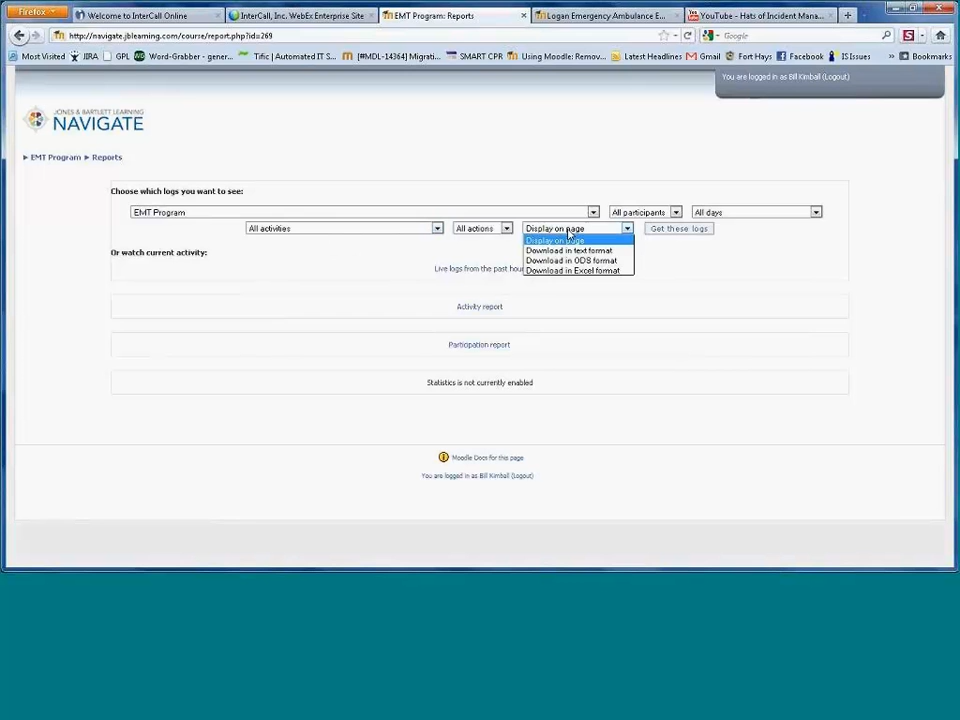 Firefox
Welcome to InterCall Online
InterCall, Inc. WebEx Enterprise Site
EMT Program: Reports
Logan Emergency Ambulance E...
YouTube - Hats of Incident Mana...
http://navigate.jblearning.com/course/report.php?id=269
Google
Most Visited JIRA GPL Word-Grabber - gener... Tific | Automated IT S... [#MDL-14364] Migrati... SMART CPR Using Moodle: Remov... Latest Headlines Gmail Fort Hays Facebook IS Issues » Bookmarks
You are logged in as Bill Kimball (Logout)
JONES & BARTLETT LEARNING
NAVIGATE
EMT Program Reports
Choose which logs you want to see:
EMT Program All participants All days
All activities All actions Display on page Get these logs
Display on page
Download in text format
Or watch current activity:
Download in ODS format
Live logs from the past hou
Download in Excel format
Activity report
Participation report
Statistics is not currently enabled
Moodle Docs for this page
You are logged in as Bill Kimball (Logout)